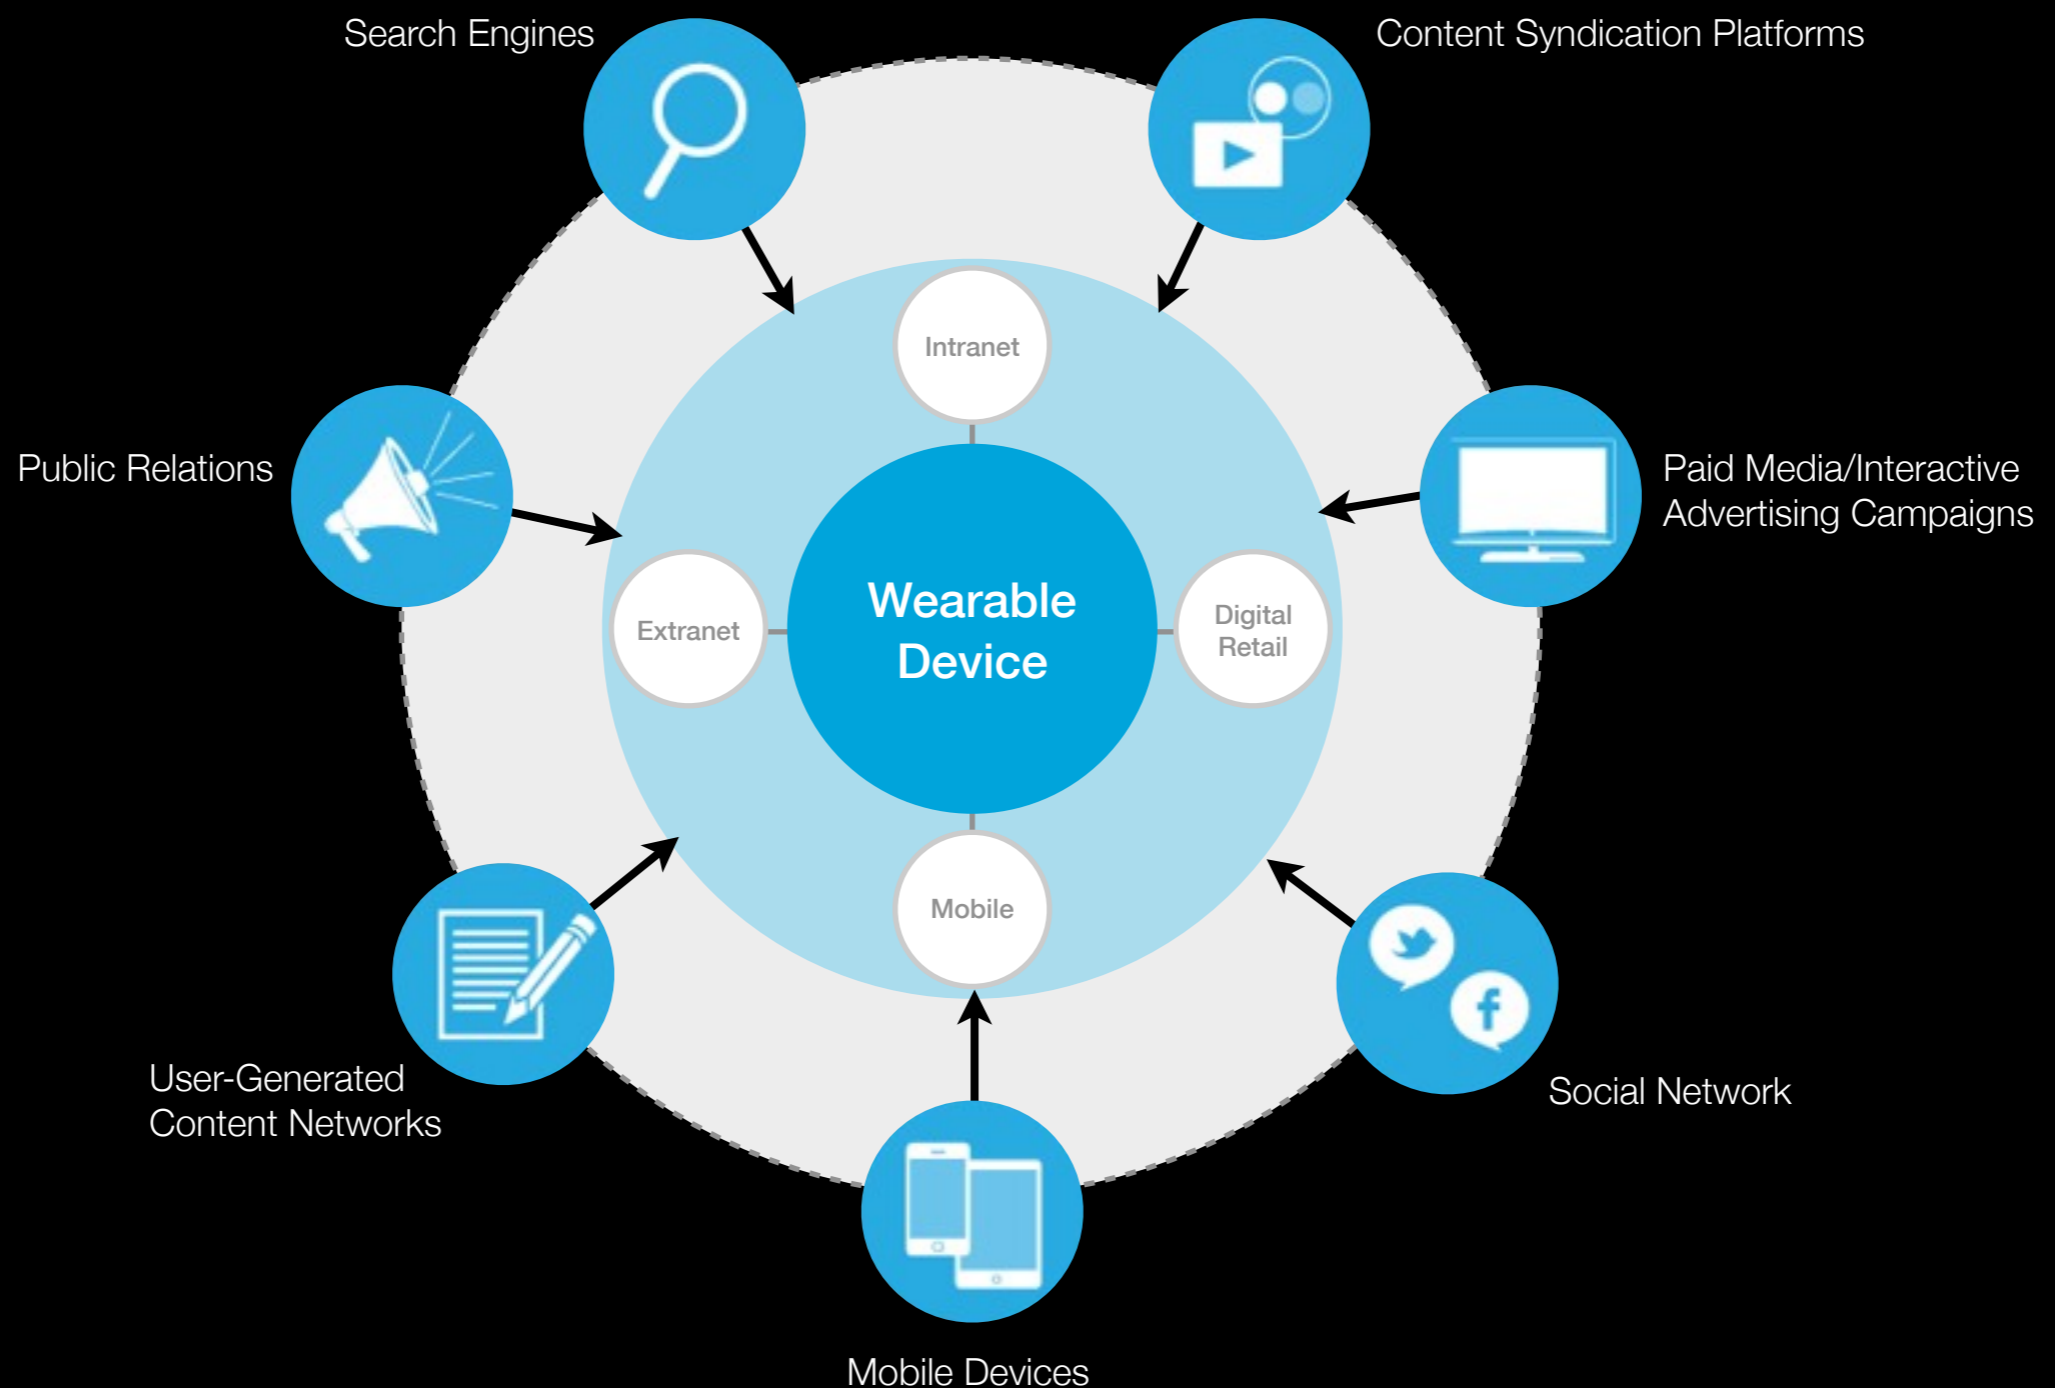 Search Engines
Content Syndication Platforms
Intranet
Public Relations
Paid Media/Interactive
Advertising Campaigns
Wearable
Device
Extranet
Digital
Retail
Mobile
User-Generated
Content Networks
Social Network
f
Mobile Devices